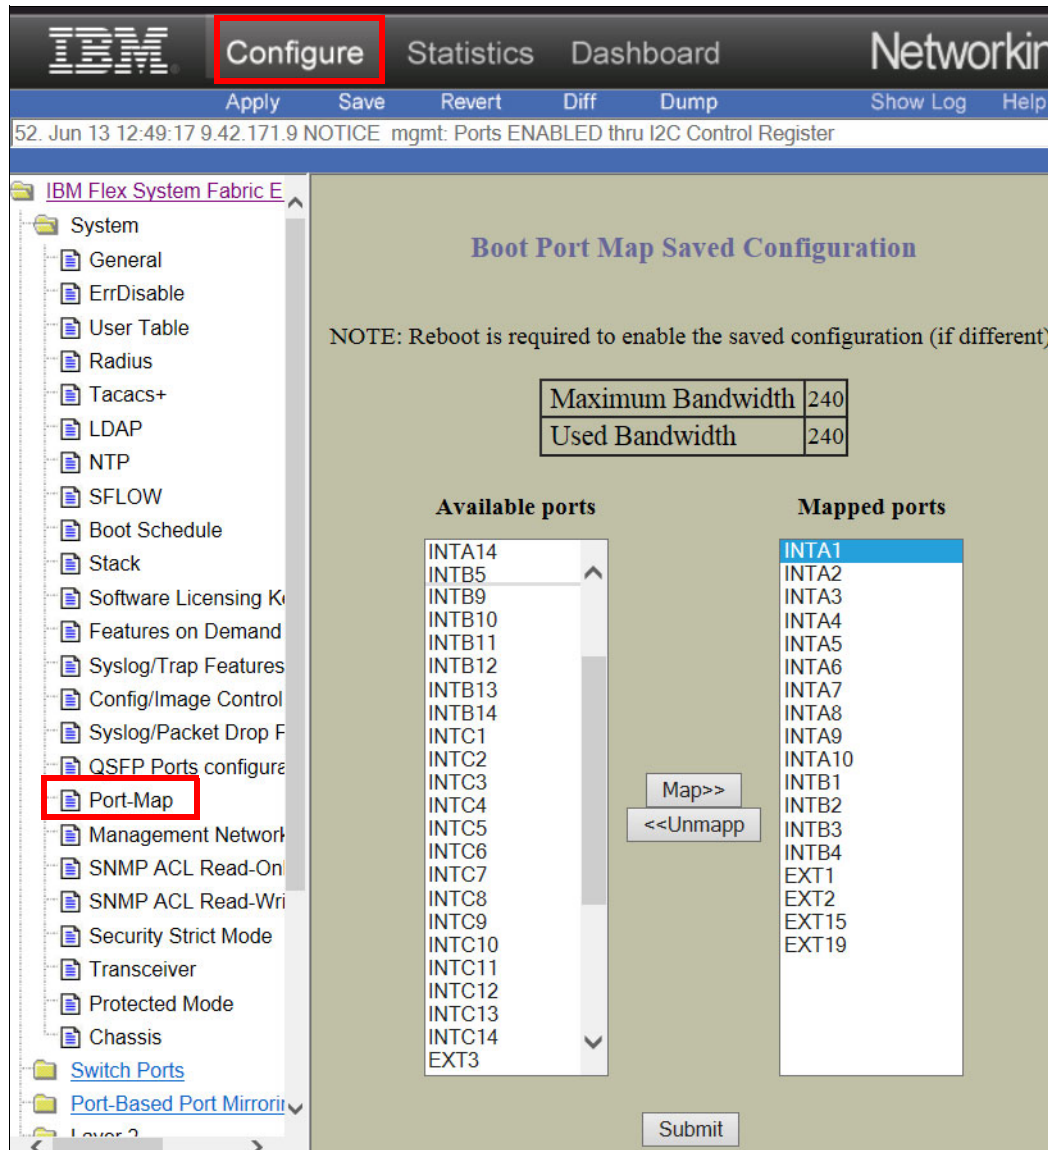 IBM.
Configure
Statistics
Dashboard
Apply
Save
Revert
Diff
Dump
Show Log
Help
52. Jun 13 12:49:17 9.42.171.9 NOTICE mgmt: Ports ENABLED thru I2C Control Register
IBM Flex System Fabric E
System
General
ErrDisable
User Table
Radius
Tacacs+
LDAP
NTP
SFLOW
Boot Schedule
Stack
Software Licensing
Features on Demand
Syslog/Trap Features
Config/Image Control
Syslog/Packet Drop F
QSFP Ports configura
Port-Map
Management Network
SNMP ACL Read-Onl
SNMP ACL Read-Wri
Security Strict Mode
Transceiver
Protected Mode
Chassis
Switch Ports
Port-Based Port Mirrorin
Boot Port Map Saved Configuration
NOTE: Reboot is required to enable the saved configuration (if different)
Maximum Bandwidth 240
Used Bandwidth 240
Available ports
INTA14
INTB5
INTB9
INTB10
INTB11
INTB12
INTB13
INTB14
INTC1
INTC2
INTC3
INTC4
INTC5
INTC6
INTC7
INTC8
INTC9
INTC10
INTC11
INTC12
INTC13
INTC14
EXT3
Map>>
<<Unmapp
Mapped ports
INTA1
INTA2
INTA3
INTA4
INTA5
INTA6
INTA7
INTA8
INTA9
INTA10
INTB1
INTB2
INTB3
INTB4
EXT1
EXT2
EXT15
EXT19
Submit